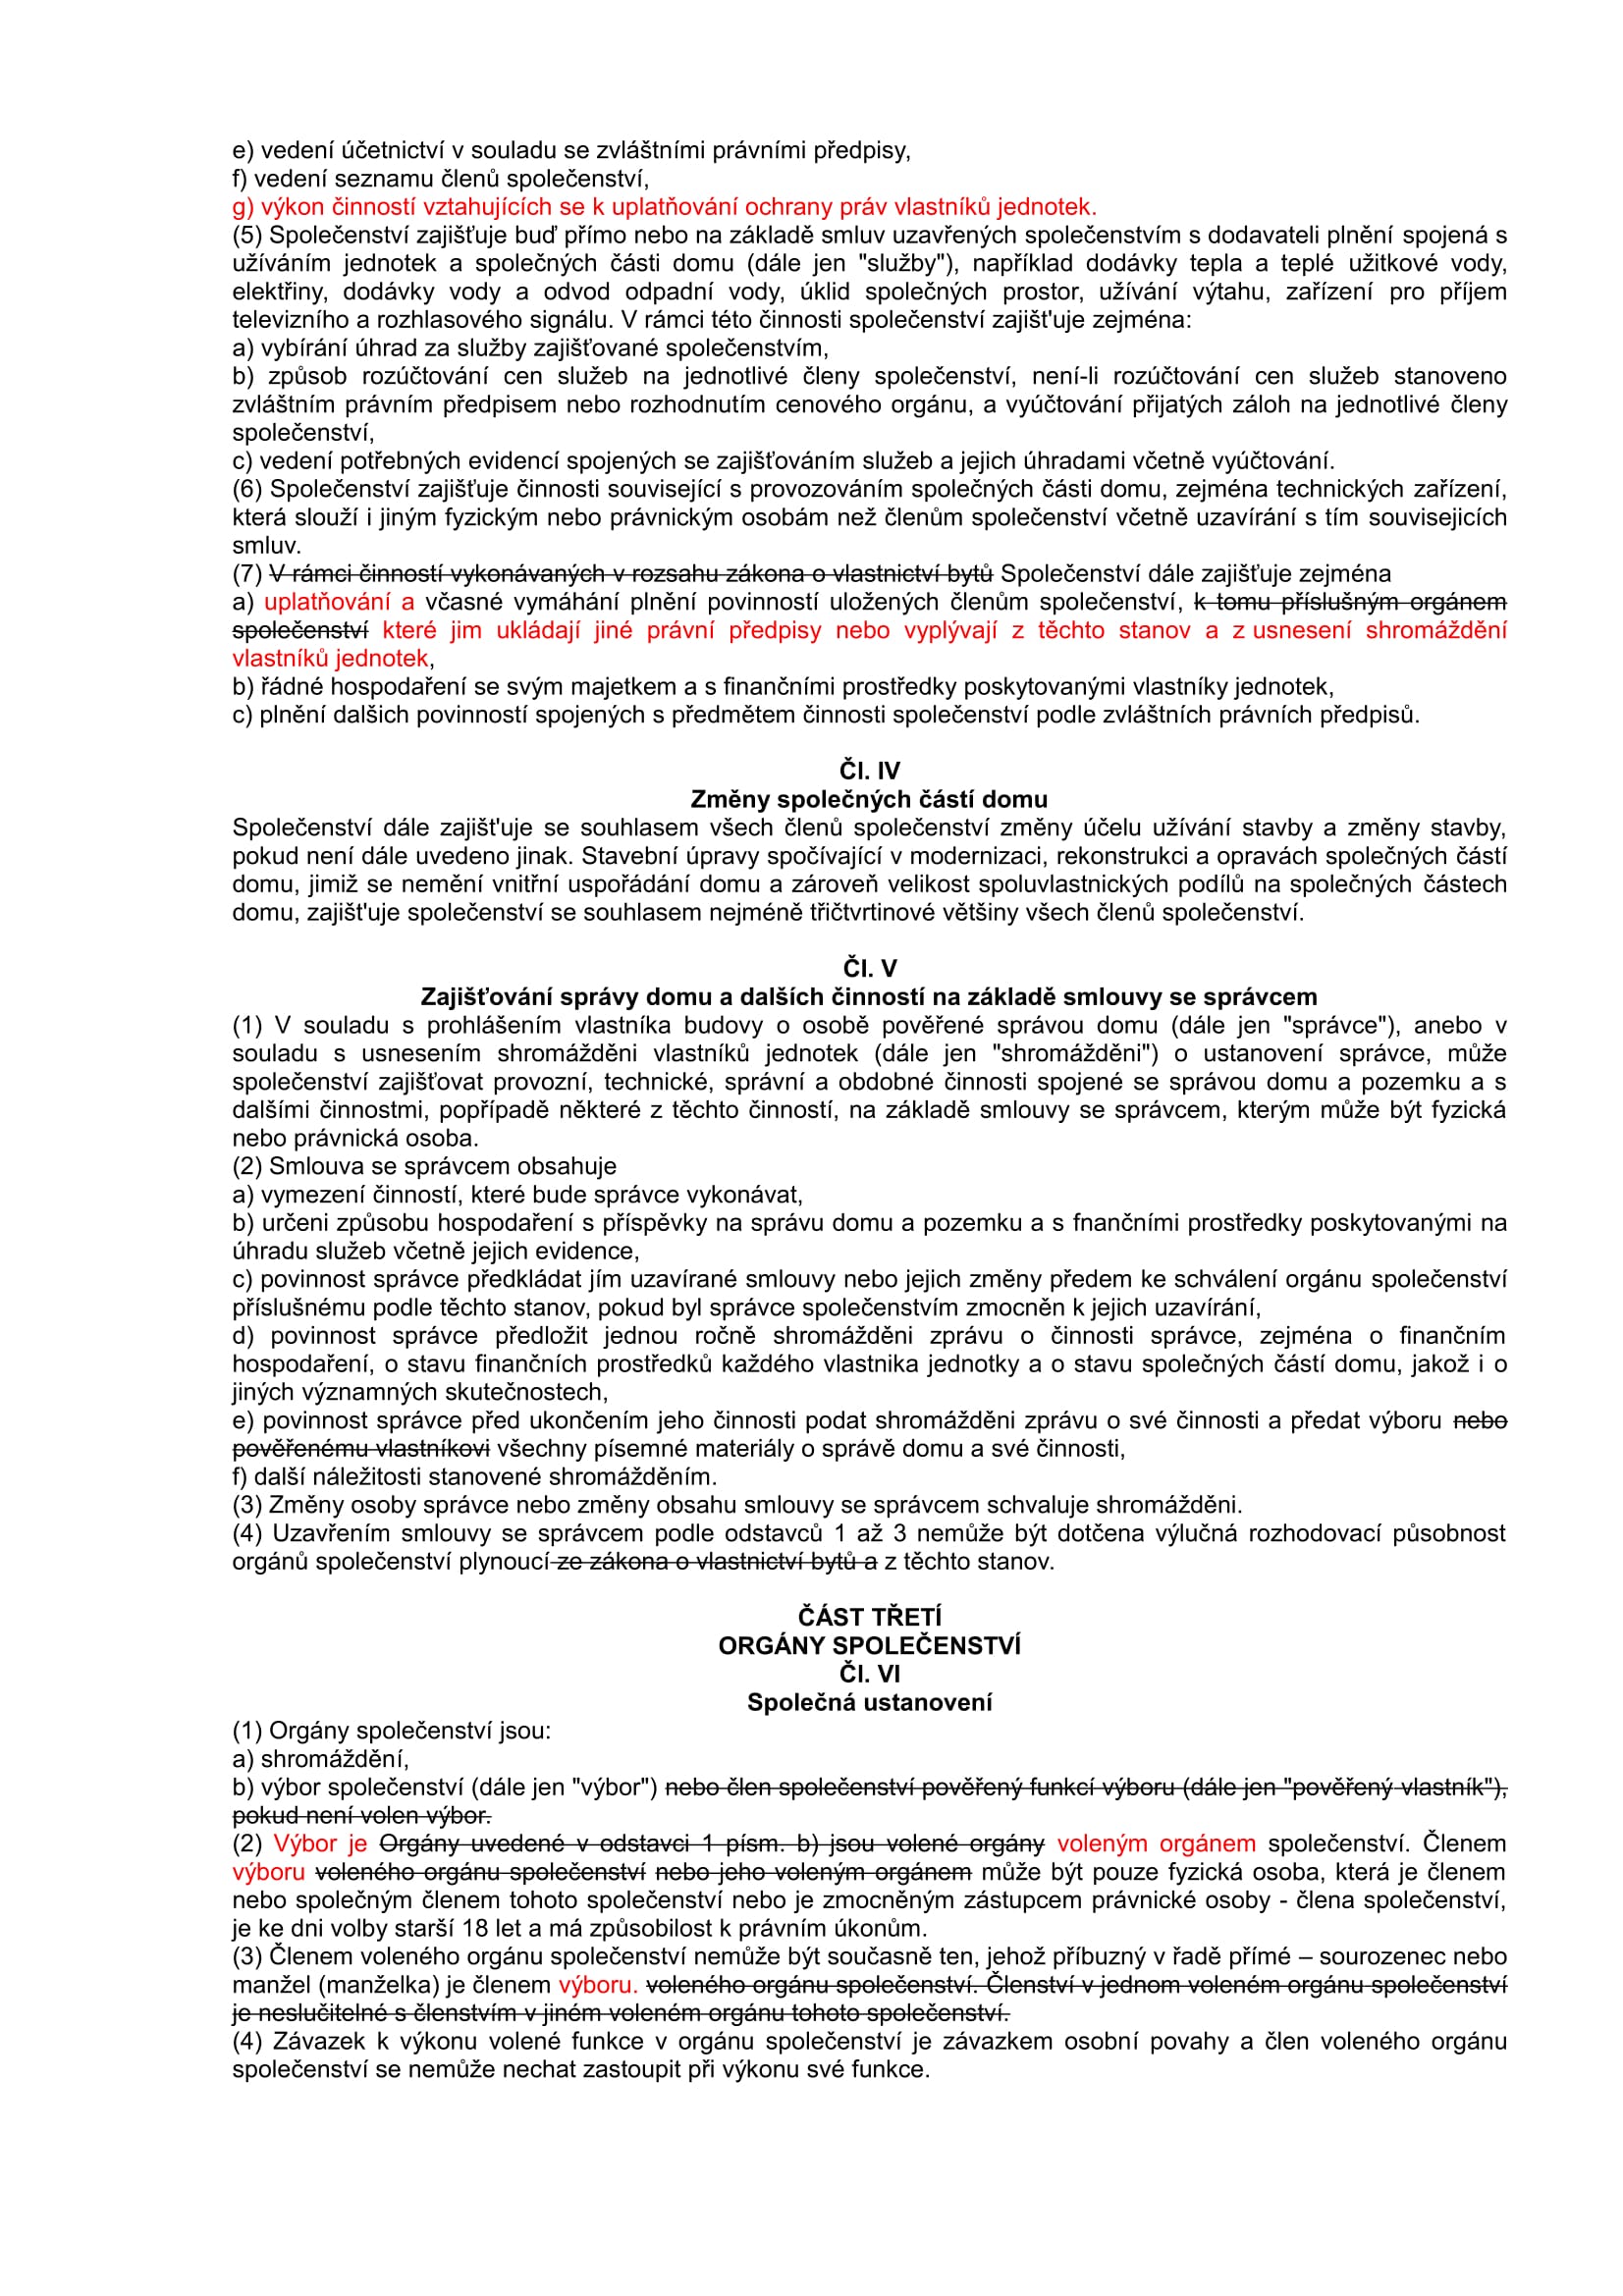 e) vedení účetnictví v souladu se zvláštními právními předpisy,
f) vedení seznamu členů společenství,
g) výkon činností vztahujících se k uplatňování ochrany práv vlastníků jednotek.
(5) Společenství zajišťuje buď přímo nebo na základě smluv uzavřených společenstvím s dodavateli plnění spojená s
užíváním jednotek a společných části domu (dále jen "služby"), například dodávky tepla a teplé užitkové vody,
elektřiny, dodávky vody a odvod odpadní vody, úklid společných prostor, užívání výtahu, zařízení pro příjem
televizního a rozhlasového signálu. V rámci této činnosti společenství zajišt'uje zejména:
a) vybírání úhrad za služby zajišťované společenstvím,
b) způsob rozúčtování cen služeb na jednotlivé členy společenství, není-li rozúčtování cen služeb stanoveno
zvláštním právním předpisem nebo rozhodnutím cenového orgánu, a vyúčtování přijatých záloh na jednotlivé členy
společenství,
c) vedení potřebných evidencí spojených se zajišťováním služeb a jejich úhradami včetně vyúčtování.
(6) Společenství zajišťuje činnosti související s provozováním společných části domu, zejména technických zařízení,
která slouží i jiným fyzickým nebo právnickým osobám než členům společenství včetně uzavírání s tím souvisejicích
smluv.
(7) V rámci činností vykonávaných v rozsahu zákona o vlastnictví bytů Společenství dále zajišťuje zejména
a) uplatňování a včasné vymáhání plnění povinností uložených členům společenství, k tomu příslušným orgánem
společenství které jim ukládají jiné právní předpisy nebo vyplývají z těchto stanov a z usnesení shromáždění
vlastníků jednotek,
b) řádné hospodaření se svým majetkem a s finančními prostředky poskytovanými vlastníky jednotek,
c) plnění dalšich povinností spojených s předmětem činnosti společenství podle zvláštních právních předpisů.
Čl. IV
Změny společných částí domu
Společenství dále zajišt'uje se souhlasem všech členů společenství změny účelu užívání stavby a změny stavby,
pokud není dále uvedeno jinak. Stavební úpravy spočívající v modernizaci, rekonstrukci a opravách společných částí
domu, jimiž se nemění vnitřní uspořádání domu a zároveň velikost spoluvlastnických podílů na společných částech
domu, zajišt'uje společenství se souhlasem nejméně třičtvrtinové většiny všech členů společenství.
Čl. V
Zajišťování správy domu a dalších činností na základě smlouvy se správcem
(1) V souladu s prohlášením vlastníka budovy o osobě pověřené správou domu (dále jen "správce"), anebo v
souladu s usnesením shromážděni vlastníků jednotek (dále jen "shromážděni") o ustanovení správce, může
společenství zajišťovat provozní, technické, správní a obdobné činnosti spojené se správou domu a pozemku a s
dalšími činnostmi, popřípadě některé z těchto činností, na základě smlouvy se správcem, kterým může být fyzická
nebo právnická osoba.
(2) Smlouva se správcem obsahuje
a) vymezení činností, které bude správce vykonávat,
b) určeni způsobu hospodaření s příspěvky na správu domu a pozemku a s fnančními prostředky poskytovanými na
úhradu služeb včetně jejich evidence,
c) povinnost správce předkládat jím uzavírané smlouvy nebo jejich změny předem ke schválení orgánu společenství
příslušnému podle těchto stanov, pokud byl správce společenstvím zmocněn k jejich uzavírání,
d) povinnost správce předložit jednou ročně shromážděni zprávu o činnosti správce, zejména o finančním
hospodaření, o stavu finančních prostředků každého vlastnika jednotky a o stavu společných částí domu, jakož i o
jiných významných skutečnostech,
e) povinnost správce před ukončením jeho činnosti podat shromážděni zprávu o své činnosti a předat výboru nebo
pověřenému vlastníkovi všechny písemné materiály o správě domu a své činnosti,
f) další náležitosti stanovené shromážděním.
(3) Změny osoby správce nebo změny obsahu smlouvy se správcem schvaluje shromážděni.
(4) Uzavřením smlouvy se správcem podle odstavců 1 až 3 nemůže být dotčena výlučná rozhodovací působnost
orgánů společenství plynoucí ze zákona o vlastnictví bytů a z těchto stanov.
ČÁST TŘETÍ
ORGÁNY SPOLEČENSTVÍ
Čl. VI
Společná ustanovení
(1) Orgány společenství jsou:
a) shromáždění,
b) výbor společenství (dále jen "výbor") nebo člen společenství pověřený funkcí výboru (dále jen "pověřený vlastník"),
pokud není volen výbor.
(2) Výbor je Orgány uvedené v odstavci 1 písm. b) jsou volené orgány voleným orgánem společenství. Členem
výboru voleného orgánu společenství nebo jeho voleným orgánem může být pouze fyzická osoba, která je členem
nebo společným členem tohoto společenství nebo je zmocněným zástupcem právnické osoby - člena společenství,
je ke dni volby starší 18 let a má způsobilost k právním úkonům.
(3) Členem voleného orgánu společenství nemůže být současně ten, jehož příbuzný v řadě přímé – sourozenec nebo
manžel (manželka) je členem výboru. voleného orgánu společenství. Členství v jednom voleném orgánu společenství
je neslučitelné s členstvím v jiném voleném orgánu tohoto společenství.
(4) Závazek k výkonu volené funkce v orgánu společenství je závazkem osobní povahy a člen voleného orgánu
společenství se nemůže nechat zastoupit při výkonu své funkce.